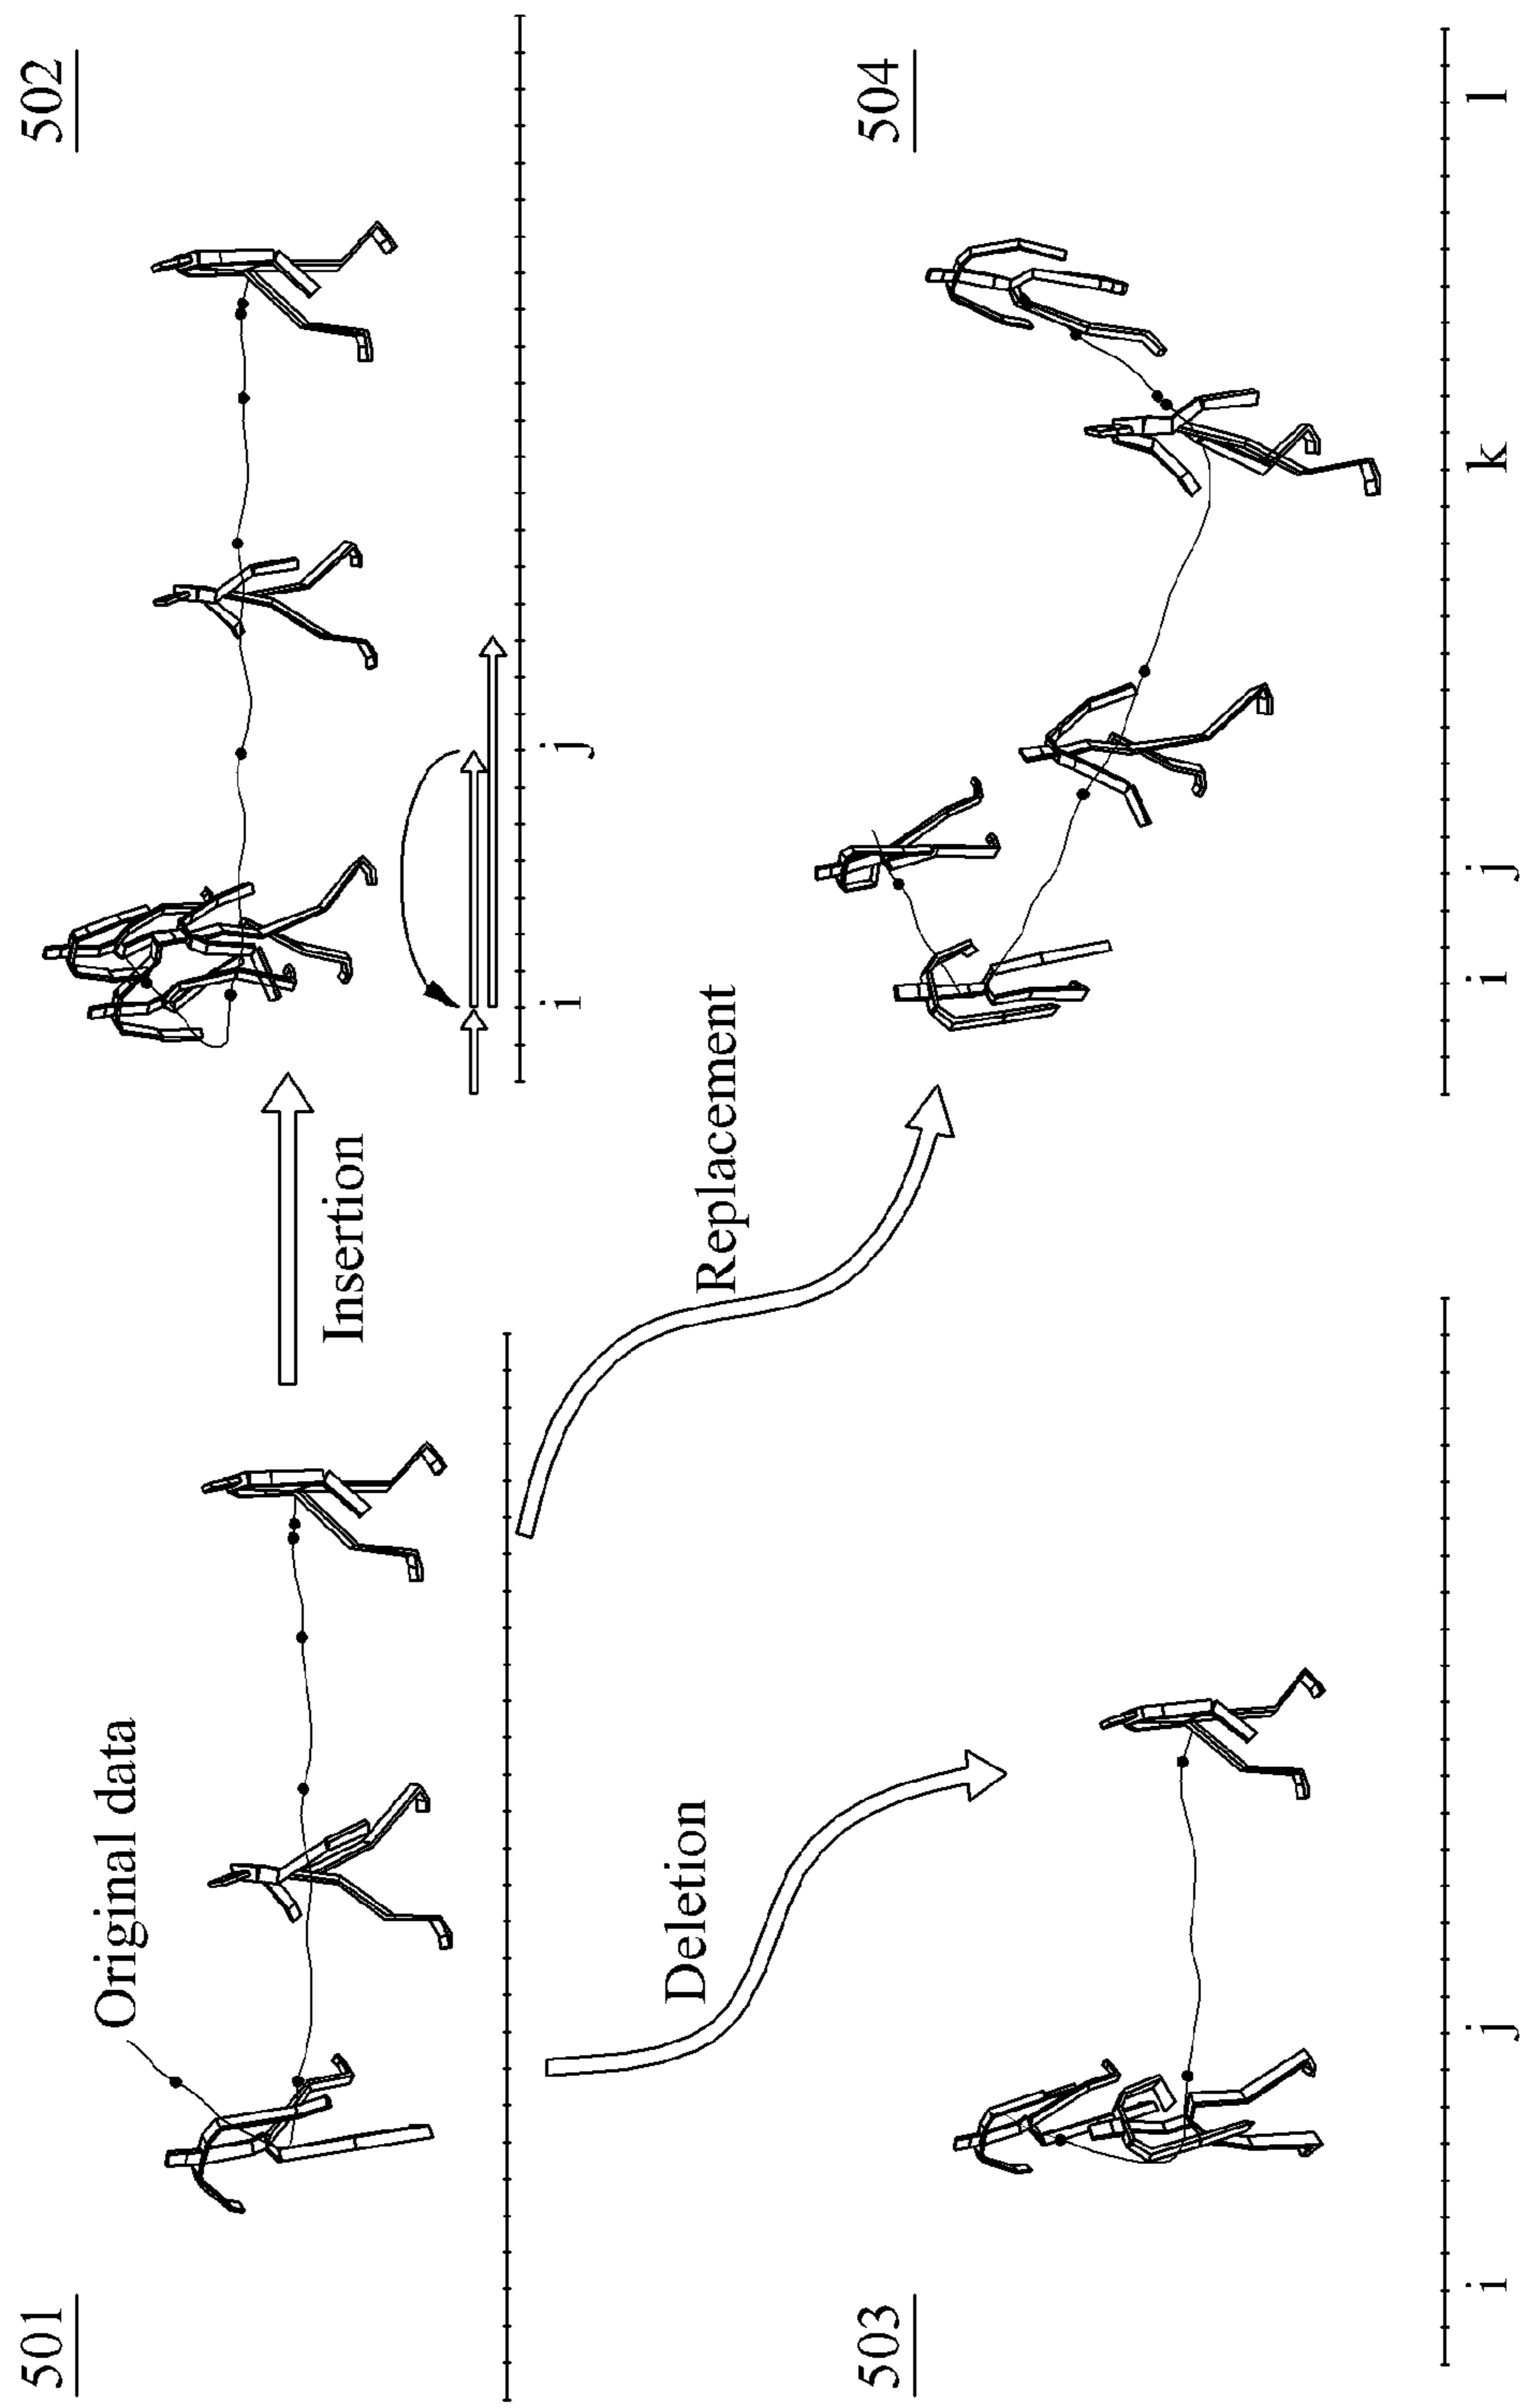 501
Original data
Insertion
502
i
j
Deletion
Replacement
503
i
j
504
i
j
k
l